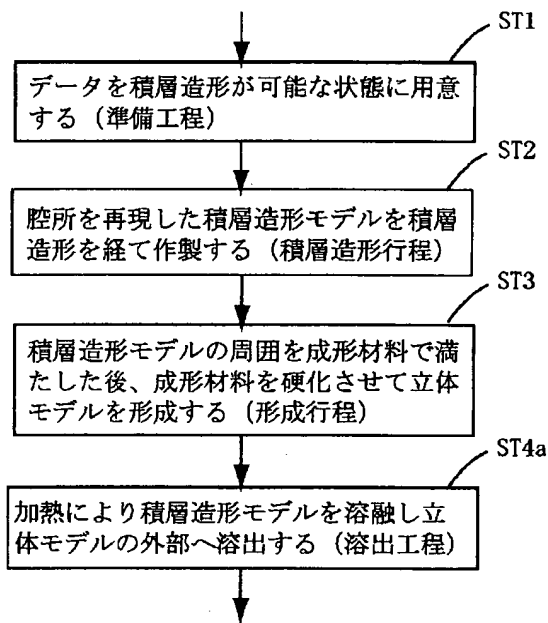 ST1
データを積層造形が可能な状態に用意
する（準備工程）
ST2
腔所を再現した積層造形モデルを積層
造形を経て作製する（積層造形行程）
ST3
積層造形モデルの周囲を成形材料で満
たした後、成形材料を硬化させて立体
モデルを形成する（形成行程）
ST4a
加熱により積層造形モデルを溶融し立
体モデルの外部へ溶出する（溶出工程）